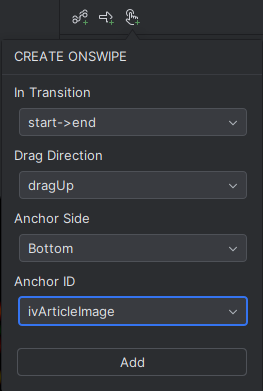 CREATE ONSWIPE
In Transition
start->end
Drag Direction
dragUp
Anchor Side
Bottom
Anchor ID
ivArticleImage
Add